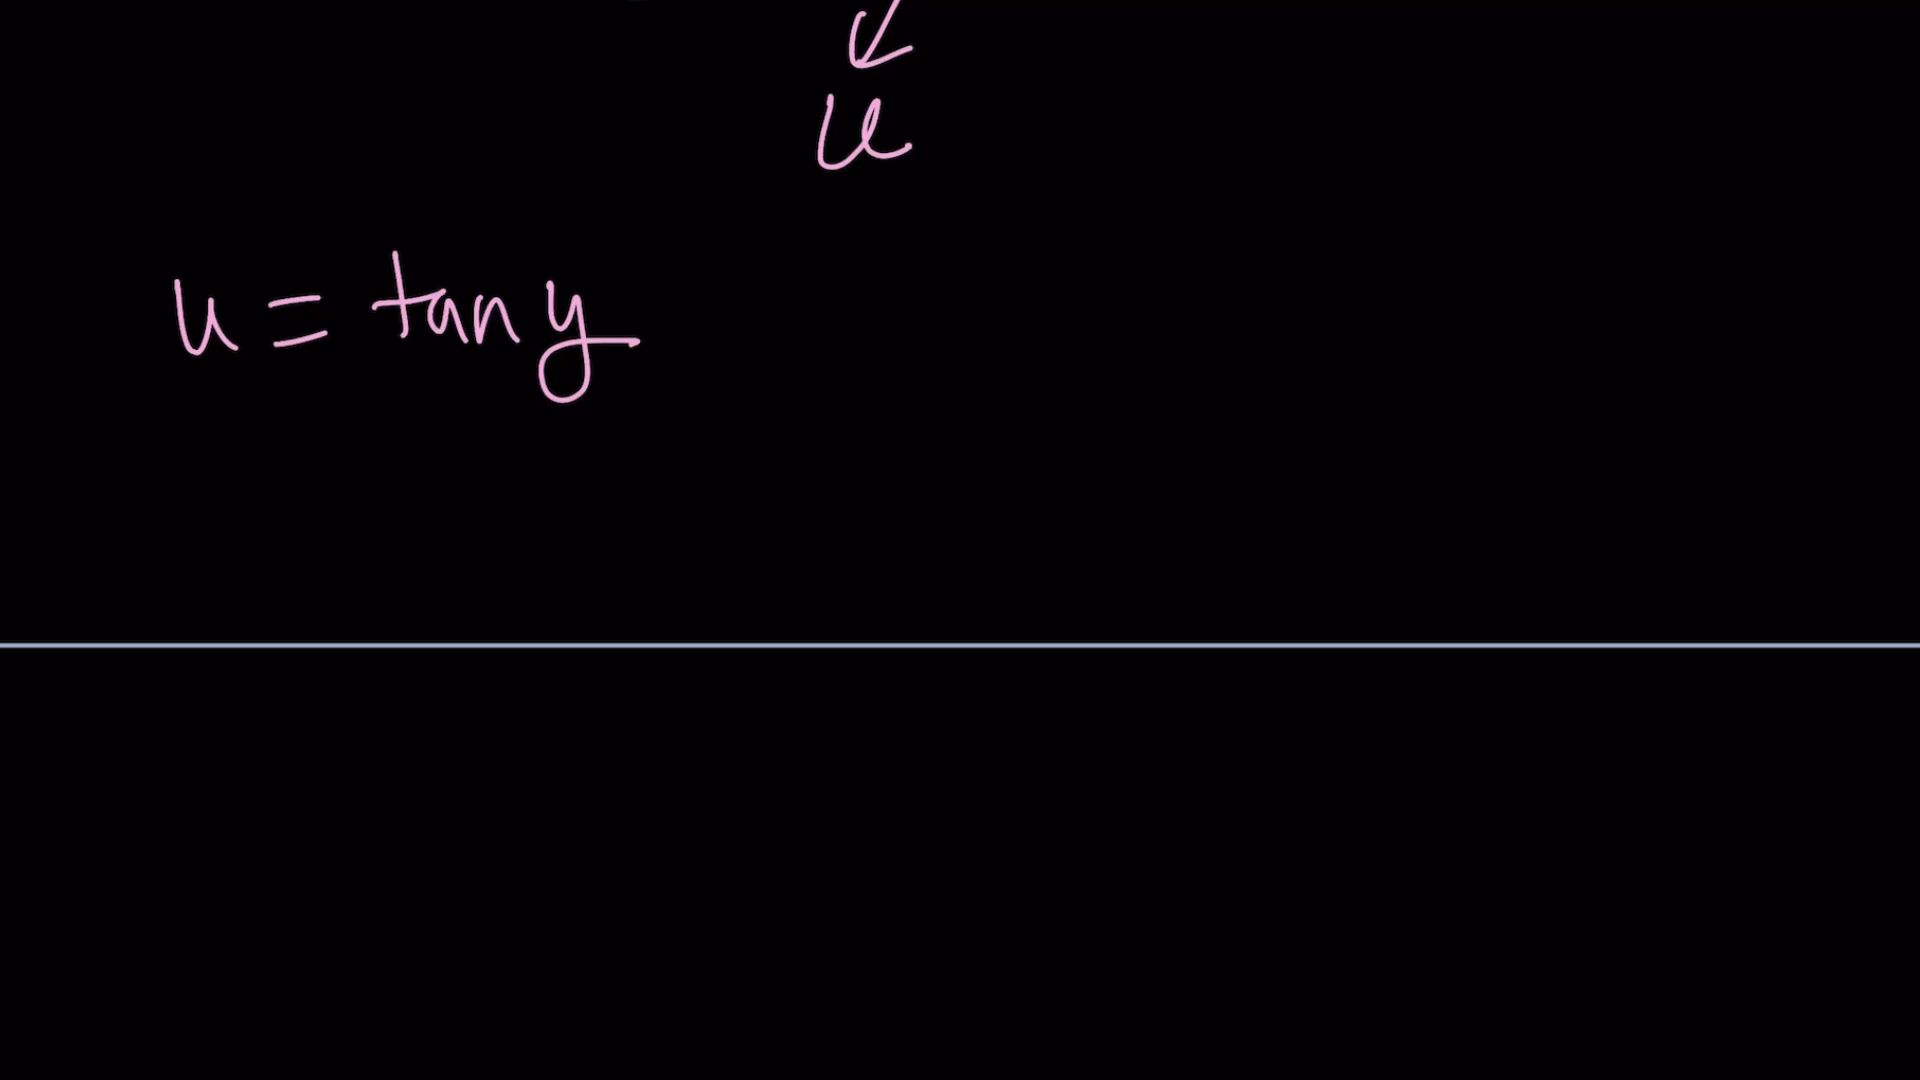 u
u = tan y